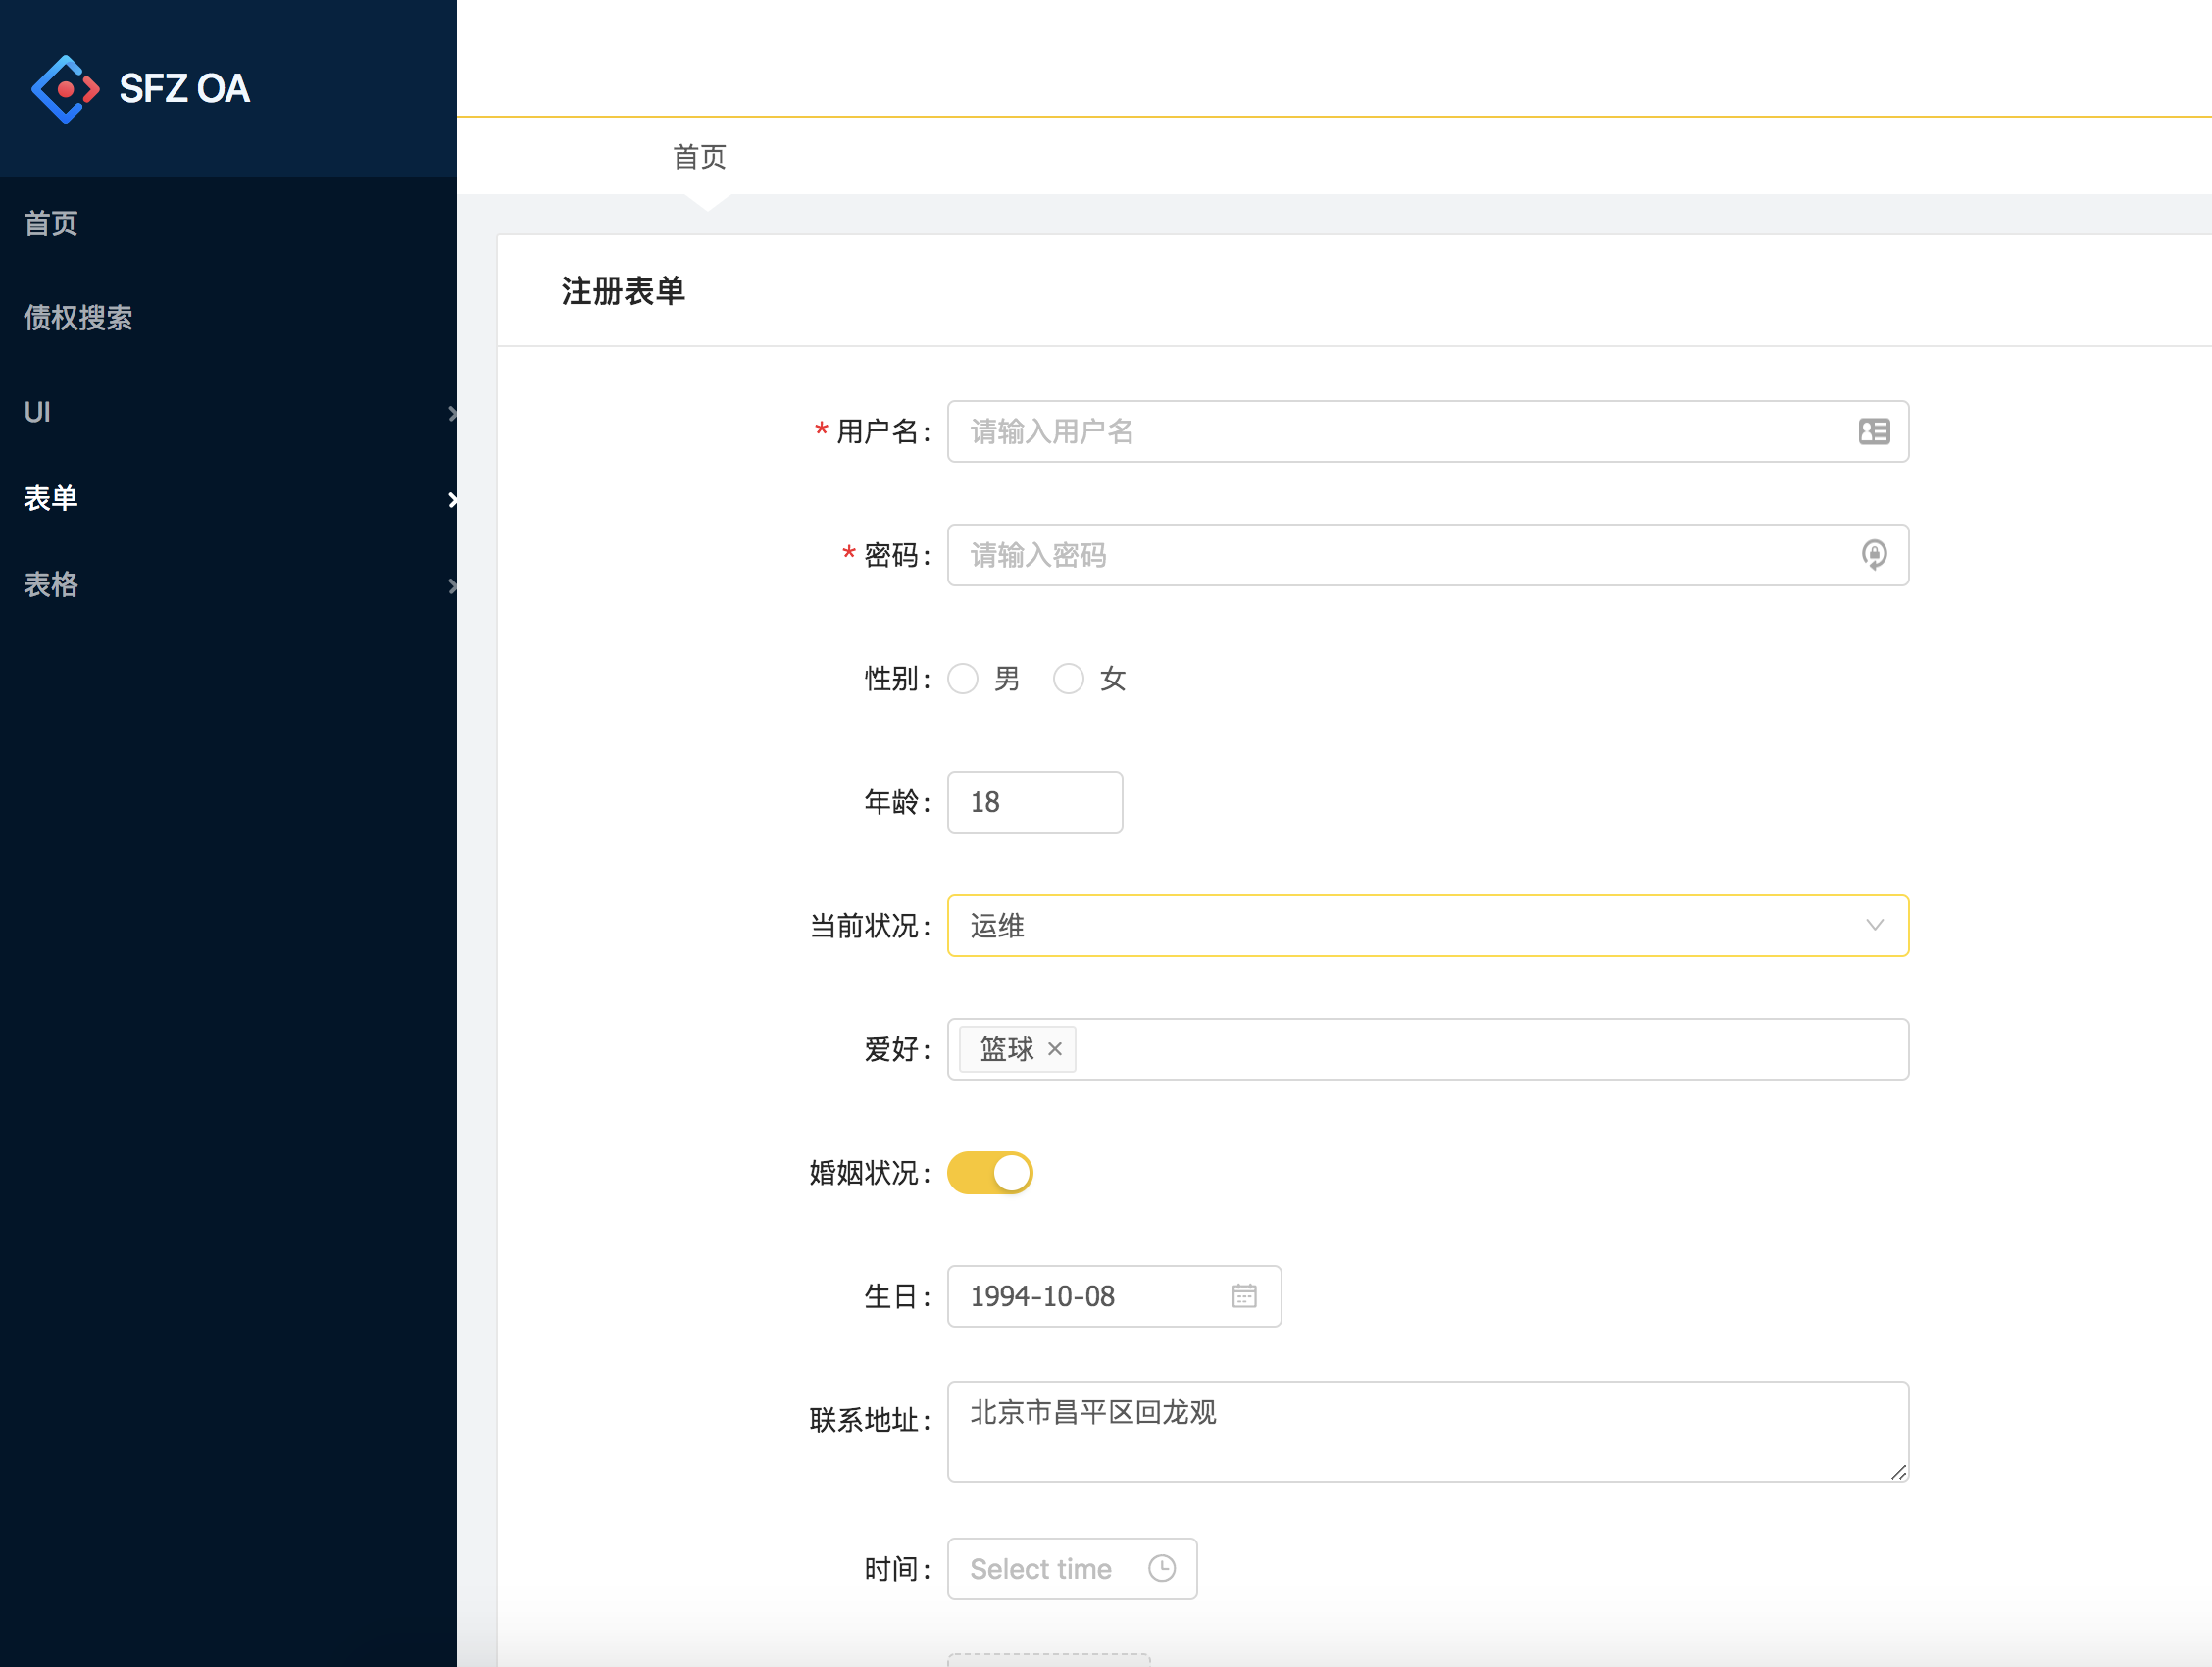 SFZ OA
首页
债权搜索
UI
表单
表格
首页
注册表单
* 用户名: 请输入用户名
* 密码: 请输入密码
性别: 男 女
年龄: 18
当前状况: 运维
爱好: 篮球
婚姻状况:
生日: 1994-10-08
联系地址: 北京市昌平区回龙观
时间: Select time